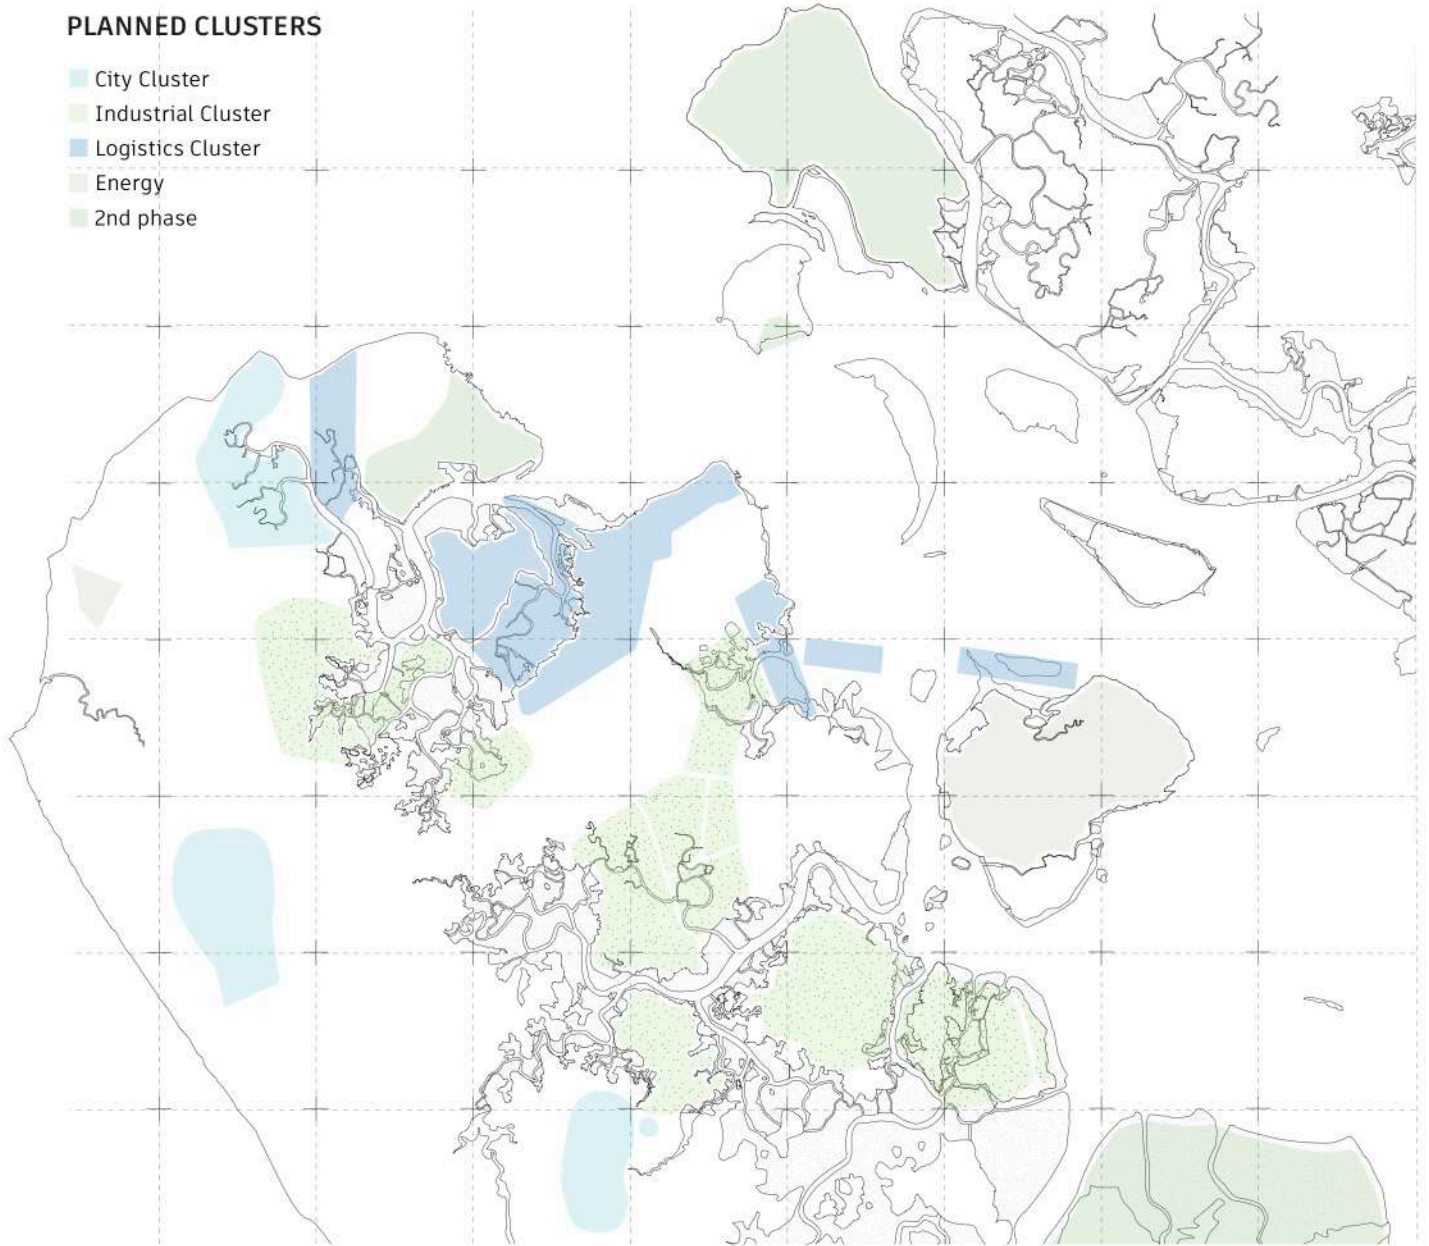 PLANNED CLUSTERS
City Cluster
Industrial Cluster
Logistics Cluster
Energy
2nd phase